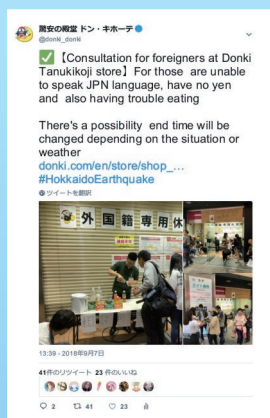 驚安の殿堂 ドン・キホーテ
@donki_donki
【Consultation for foreigners at Donki
Tanukikoji store】For those are unable
to speak JPN language, have no yen
and also having trouble eating
There's a possibility end time will be
changed depending on the situation or
weather
donki.com/en/store/shop_…
#HokkaidoEarthquake
ツイートを翻訳
外国籍専用休
13:39 - 2018年9月7日
41件のリツイート 23 件のいいね
2 41 23